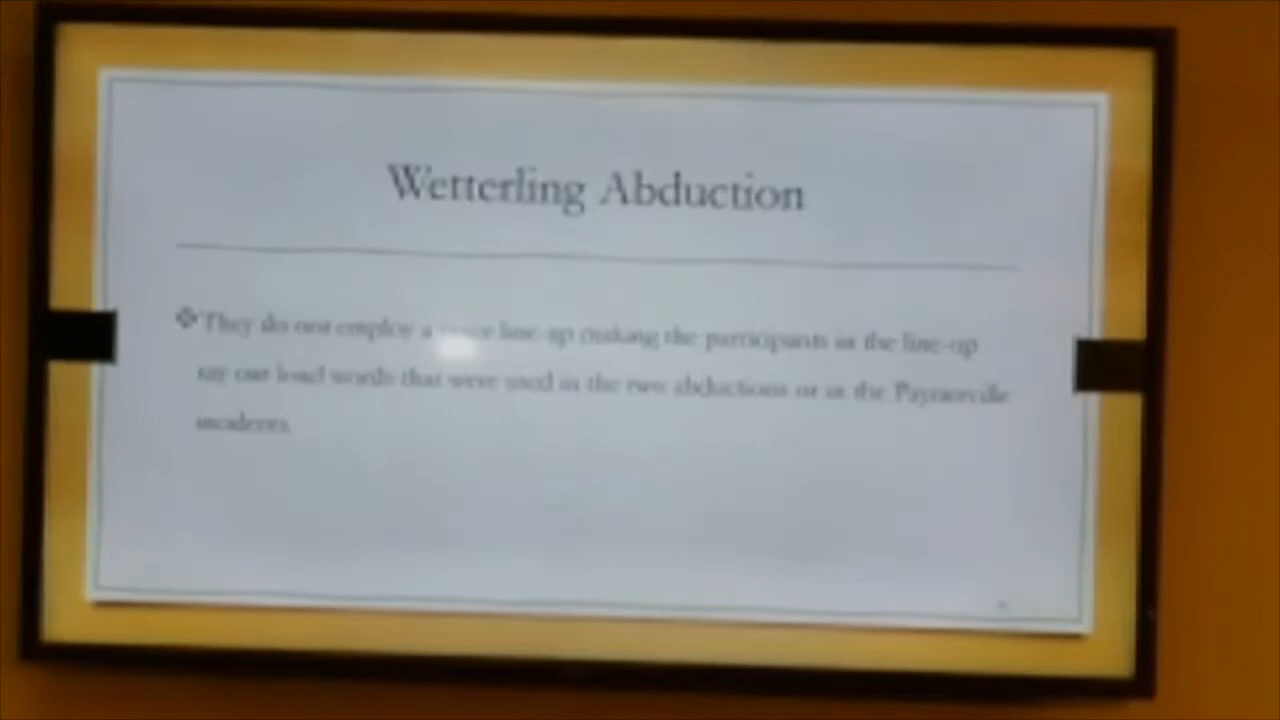 Wetterling Abduction
They do not employ a voice line-up (making the participants in the line-up
say out loud words that were used in the two abductions or in the Paynesville
incidents.